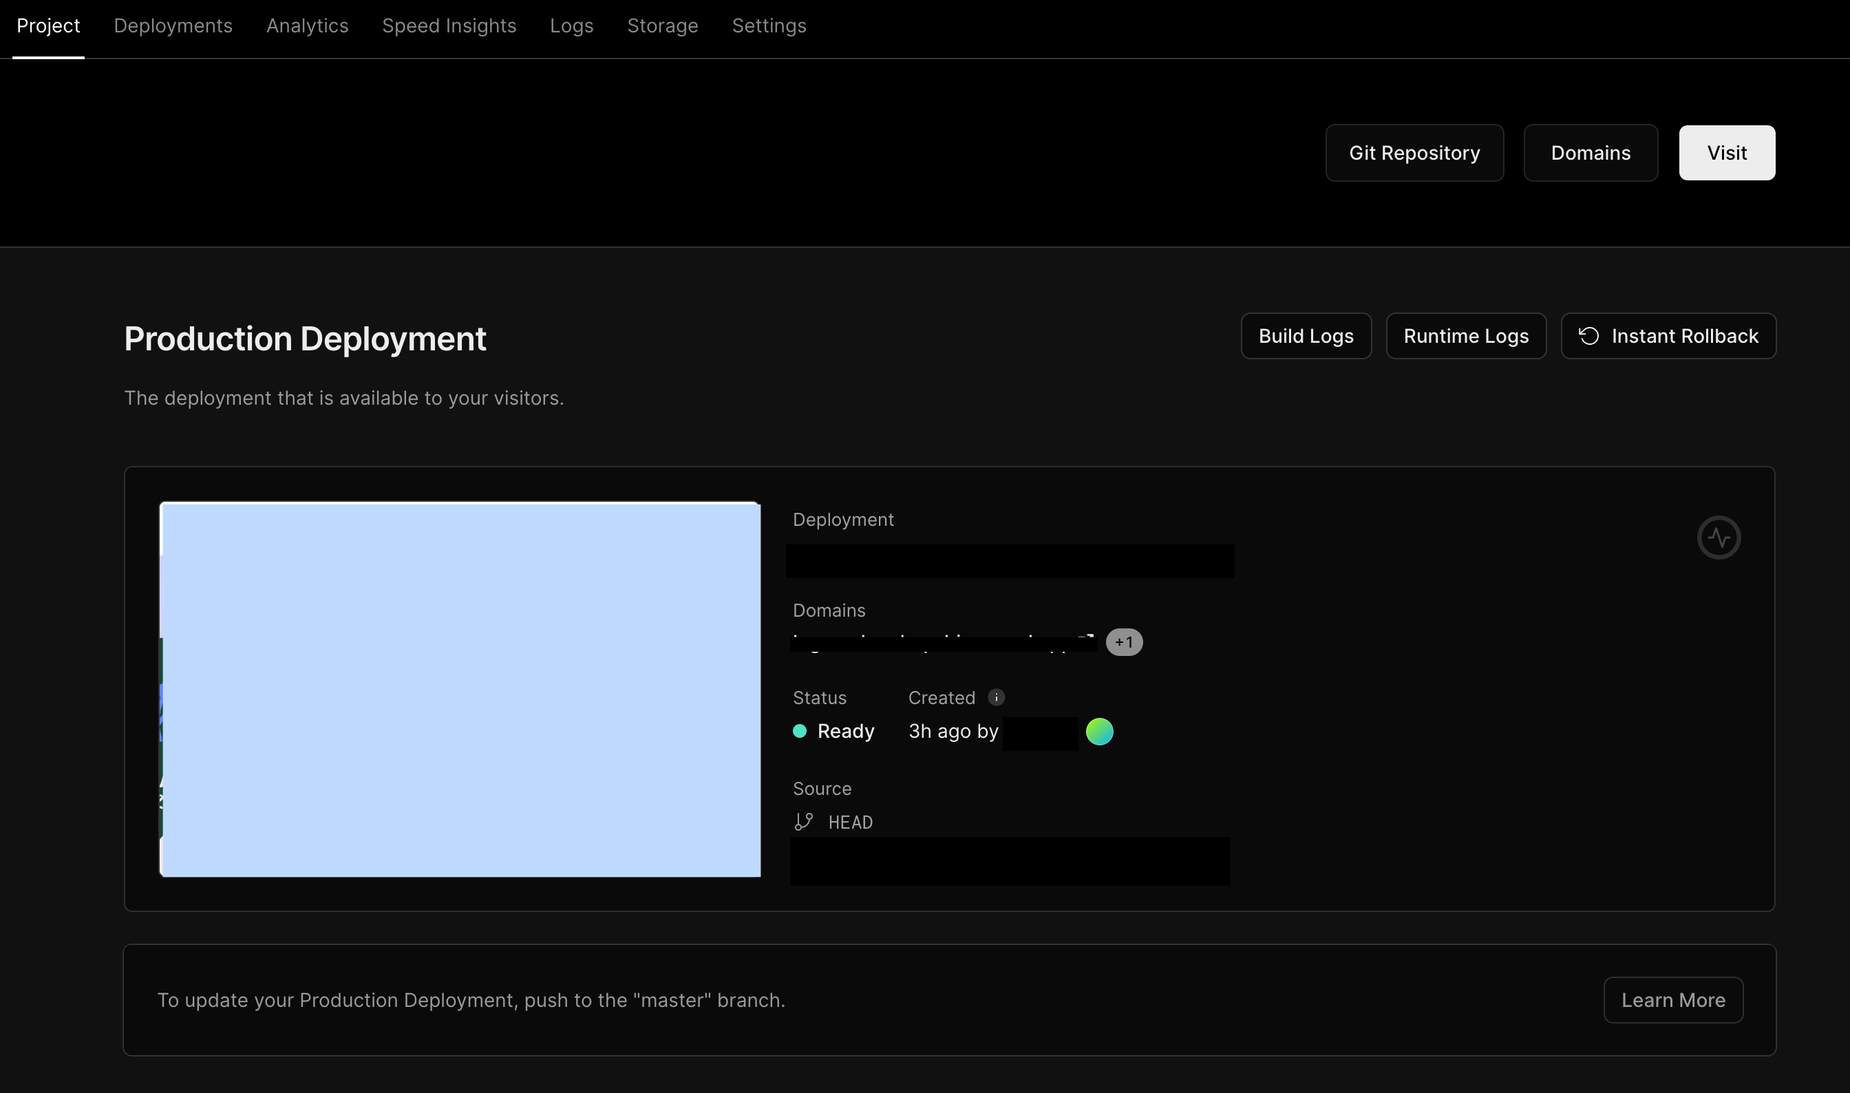 Project Deployments Analytics Speed Insights Logs Storage Settings
Git Repository Domains Visit
Production Deployment
Build Logs Runtime Logs Instant Rollback
The deployment that is available to your visitors.
Deployment
Domains
+1
Status Created
Ready 3h ago by
Source
HEAD
To update your Production Deployment, push to the "master" branch.
Learn More